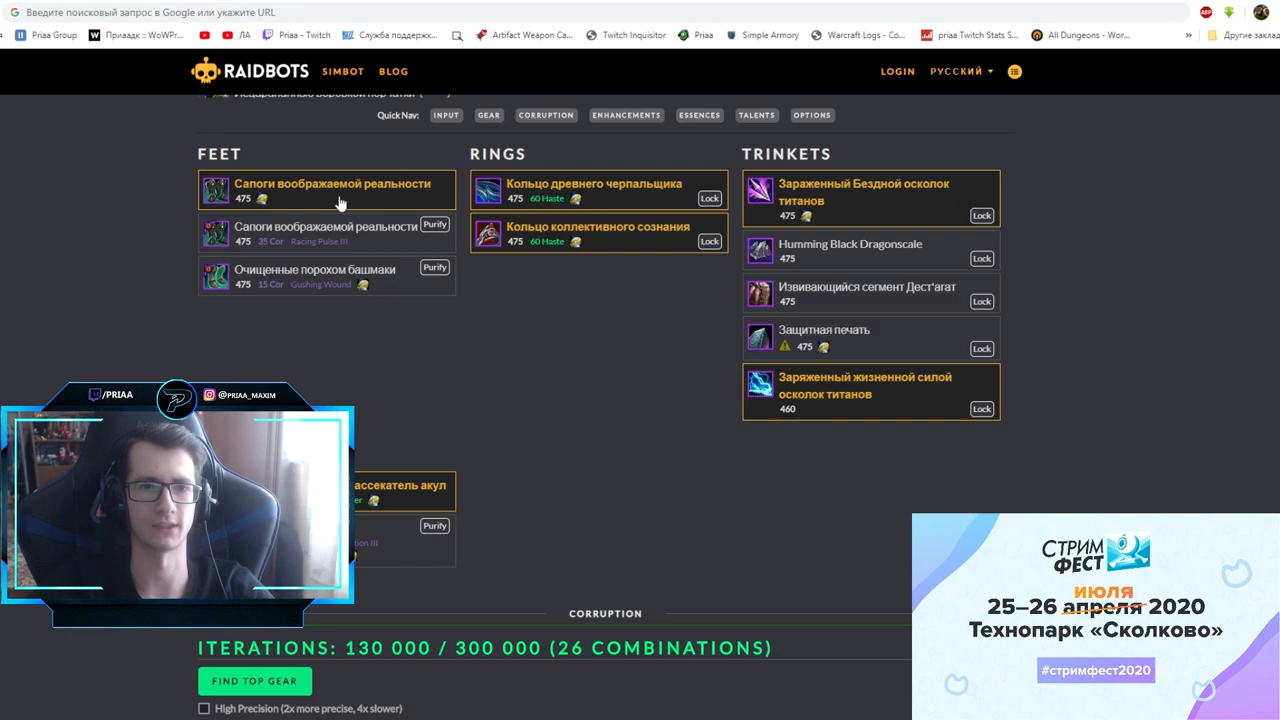 Введите поисковый запрос в Google или укажите URL
ABP
Priaa Group
Приаадк :: WoWPr...
ЛА
Priaa - Twitch
Служба поддержк...
Artifact Weapon Ca...
Twitch Inquisitor
Priaa
Simple Armory
Warcraft Logs - Co...
priaa Twitch Stats S...
All Dungeons - Wor...
»
Другие заклад
RAIDBOTS
SIMBOT
BLOG
LOGIN
РУССКИЙ
Quick Nav:
INPUT
GEAR
CORRUPTION
ENHANCEMENTS
ESSENCES
TALENTS
OPTIONS
FEET
Сапоги воображаемой реальности
475
Сапоги воображаемой реальности
Purify
475 35 Cor Racing Pulse III
Очищенные порохом башмаки
Purify
475 15 Cor Gushing Wound
RINGS
Кольцо древнего черпальщика
475 60 Haste
Lock
Кольцо коллективного сознания
475 60 Haste
Lock
TRINKETS
Зараженный Бездной осколок
титанов
475
Lock
Humming Black Dragonscale
475
Lock
Извивающийся сегмент Дест'агат
475
Lock
Защитная печать
475
Lock
Заряженный жизненной силой
осколок титанов
460
Lock
/PRIAA
@PRIAA_MAXIM
ассекатель акул
er
Purify
tion III
CORRUPTION
ITERATIONS: 130 000 / 300 000 (26 COMBINATIONS)
FIND TOP GEAR
High Precision (2x more precise, 4x slower)
СТРИМ
ФЕСТ
июля
25–26 апреля 2020
Технопарк «Сколково»
#стримфест2020